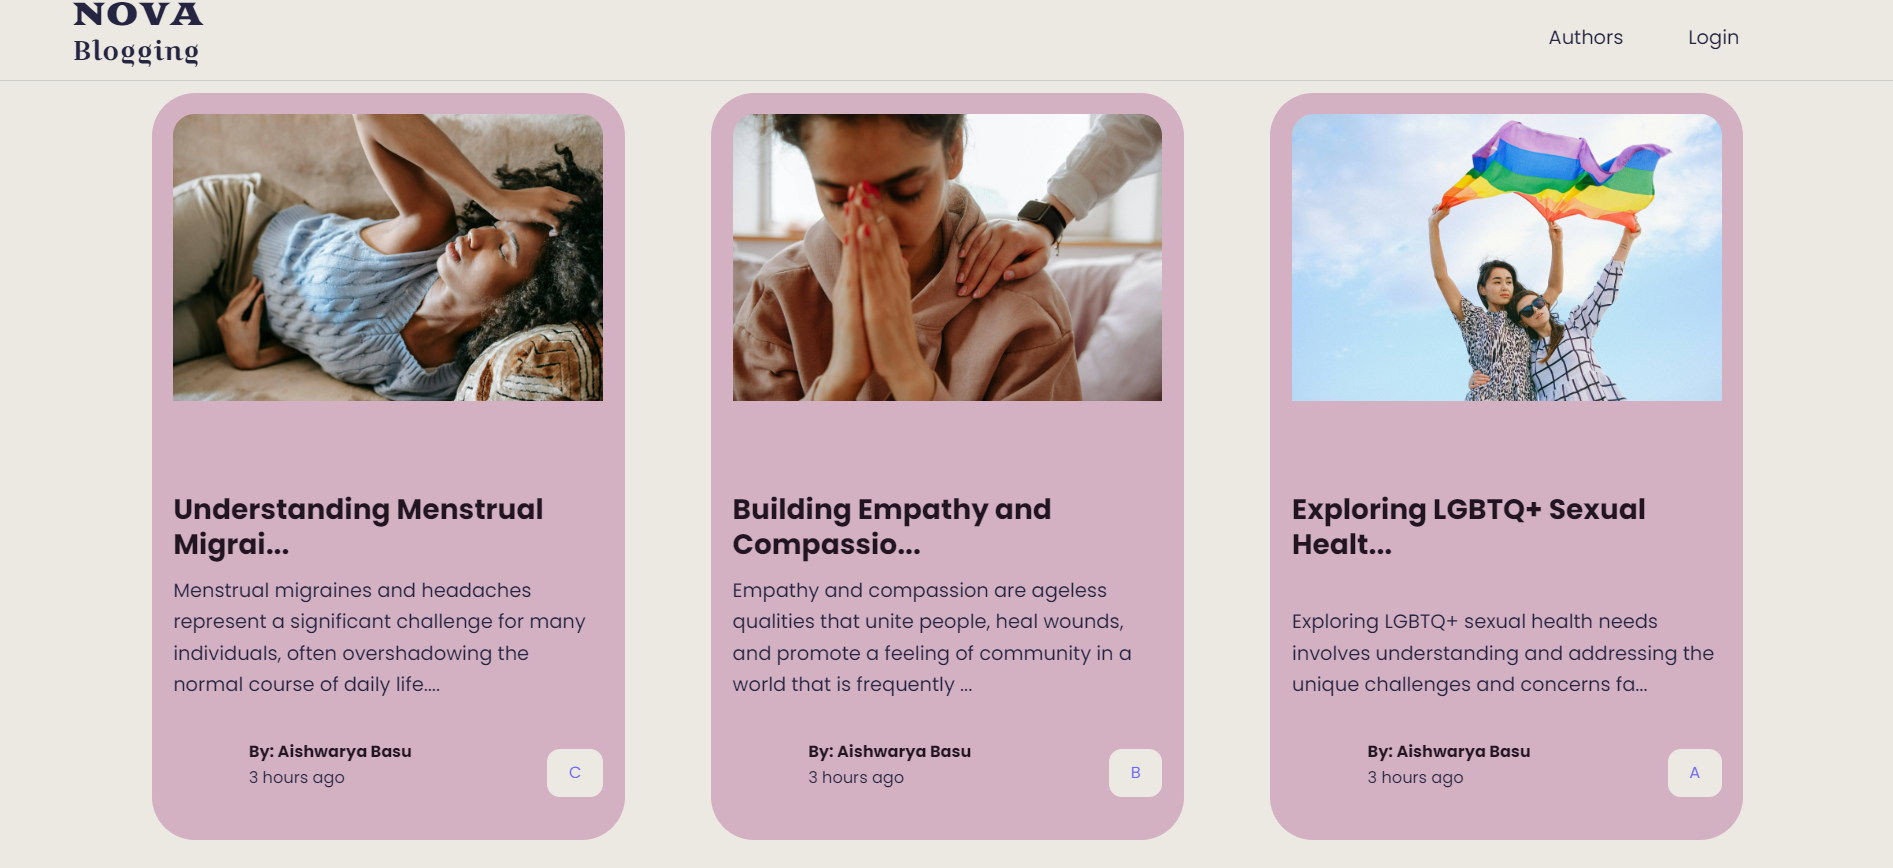 NOVA
Blogging
Authors
Login
Understanding Menstrual
Migrai...
Menstrual migraines and headaches
represent a significant challenge for many
individuals, often overshadowing the
normal course of daily life....
By: Aishwarya Basu
3 hours ago
C
Building Empathy and
Compassio...
Empathy and compassion are ageless
qualities that unite people, heal wounds,
and promote a feeling of community in a
world that is frequently ...
By: Aishwarya Basu
3 hours ago
B
Exploring LGBTQ+ Sexual
Healt...
Exploring LGBTQ+ sexual health needs
involves understanding and addressing the
unique challenges and concerns fa...
By: Aishwarya Basu
3 hours ago
A